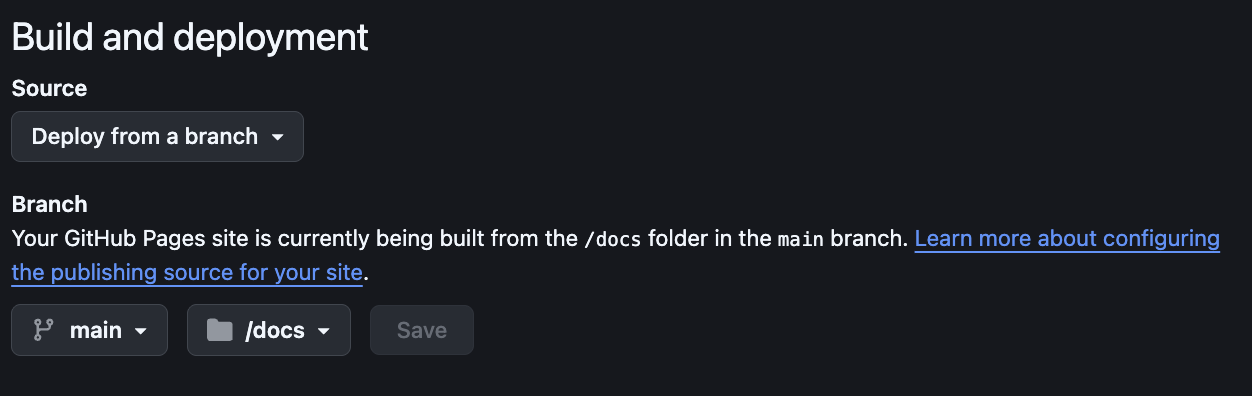 Build and deployment
Source
Deploy from a branch
Branch
Your GitHub Pages site is currently being built from the /docs folder in the main branch. Learn more about configuring
the publishing source for your site.
main /docs Save